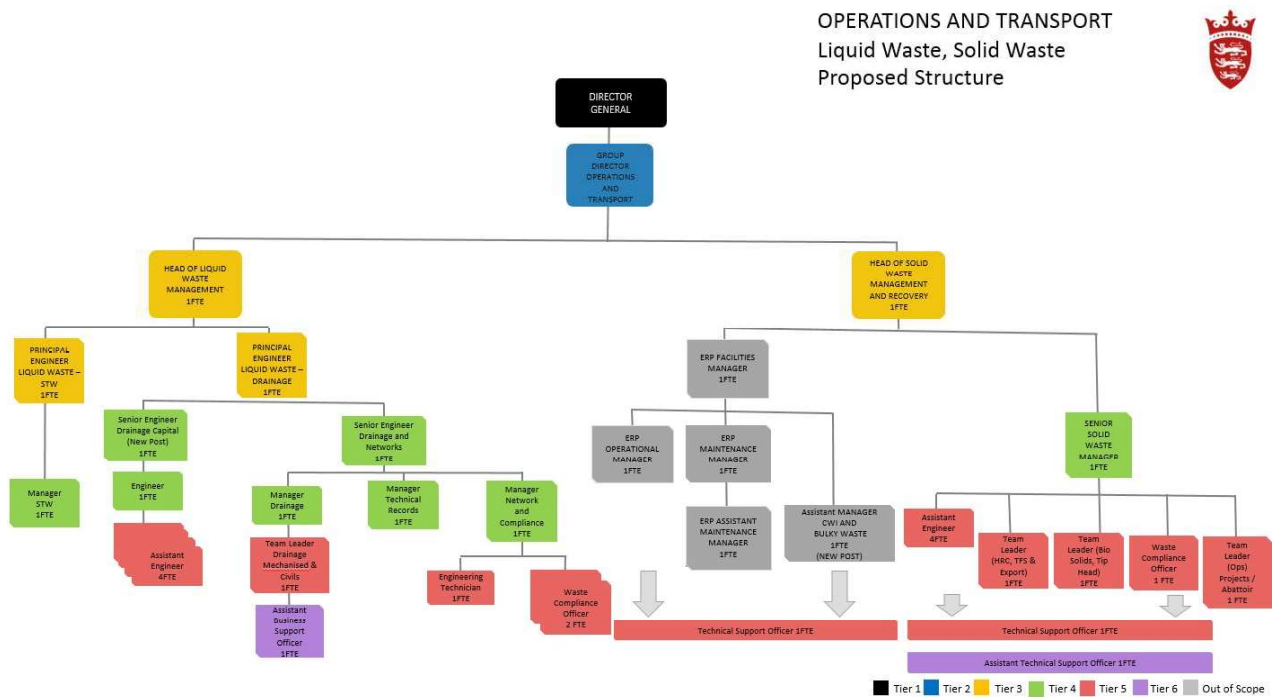 OPERATIONS AND TRANSPORT
Liquid Waste, Solid Waste
Proposed Structure
DIRECTOR
GENERAL
GROUP
DIRECTOR
OPERATIONS
AND
TRANSPORT
HEAD OF LIQUID
WASTE
MANAGEMENT
1FTE
HEAD OF SOLID
WASTE
MANAGEMENT
AND RECOVERY
1FTE
PRINCIPAL
ENGINEER
LIQUID WASTE –
STW
1FTE
PRINCIPAL
ENGINEER
LIQUID WASTE –
DRAINAGE
1FTE
ERP FACILITIES
MANAGER
1FTE
Senior Engineer
Drainage Capital
(New Post)
1FTE
Senior Engineer
Drainage and
Networks
1FTE
ERP
OPERATIONAL
MANAGER
1FTE
ERP
MAINTENANCE
MANAGER
1FTE
SENIOR
SOLID
WASTE
MANAGER
1FTE
Manager
STW
1FTE
Engineer
1FTE
Manager
Drainage
1FTE
Manager
Technical
Records
1FTE
Manager
Network
and
Compliance
1FTE
ERP ASSISTANT
MAINTENANCE
MANAGER
1FTE
Assistant MANAGER
CWI AND
BULKY WASTE
1FTE
(NEW POST)
Assistant
Engineer
4FTE
Team
Leader
(HRC, TFS &
Export)
1FTE
Team
Leader (Bio
Solids, Tip
Head)
1FTE
Waste
Compliance
Officer
1 FTE
Team
Leader
(Ops)
Projects /
Abattoir
1 FTE
Assistant
Engineer
4FTE
Team Leader
Drainage
Mechanised &
Civils
1FTE
Engineering
Technician
1FTE
Waste
Compliance
Officer
2 FTE
Assistant
Business
Support
Officer
1FTE
Technical Support Officer 1FTE
Technical Support Officer 1FTE
Assistant Technical Support Officer 1FTE
Tier 1 Tier 2 Tier 3 Tier 4 Tier 5 Tier 6 Out of Scope